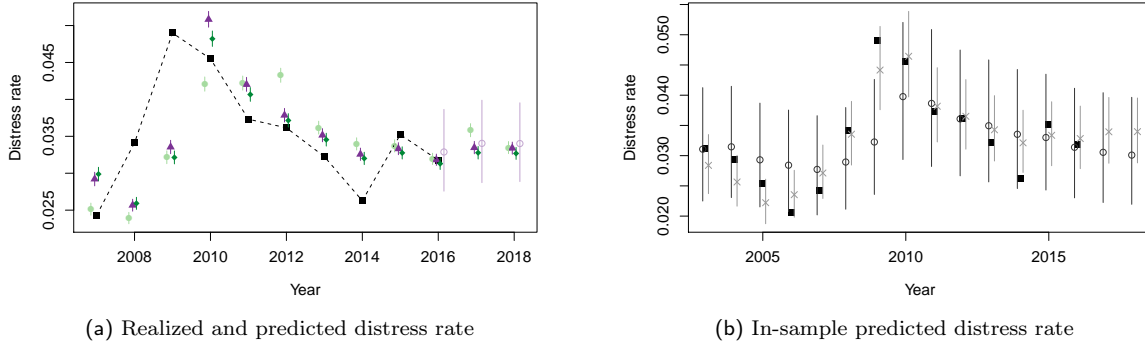 Distress rate
0.025 0.035 0.045
2008 2010 2012 2014 2016 2018
Year
(a) Realized and predicted distress rate
Distress rate
0.020 0.030 0.040 0.050
2005 2010 2015
Year
(b) In-sample predicted distress rate